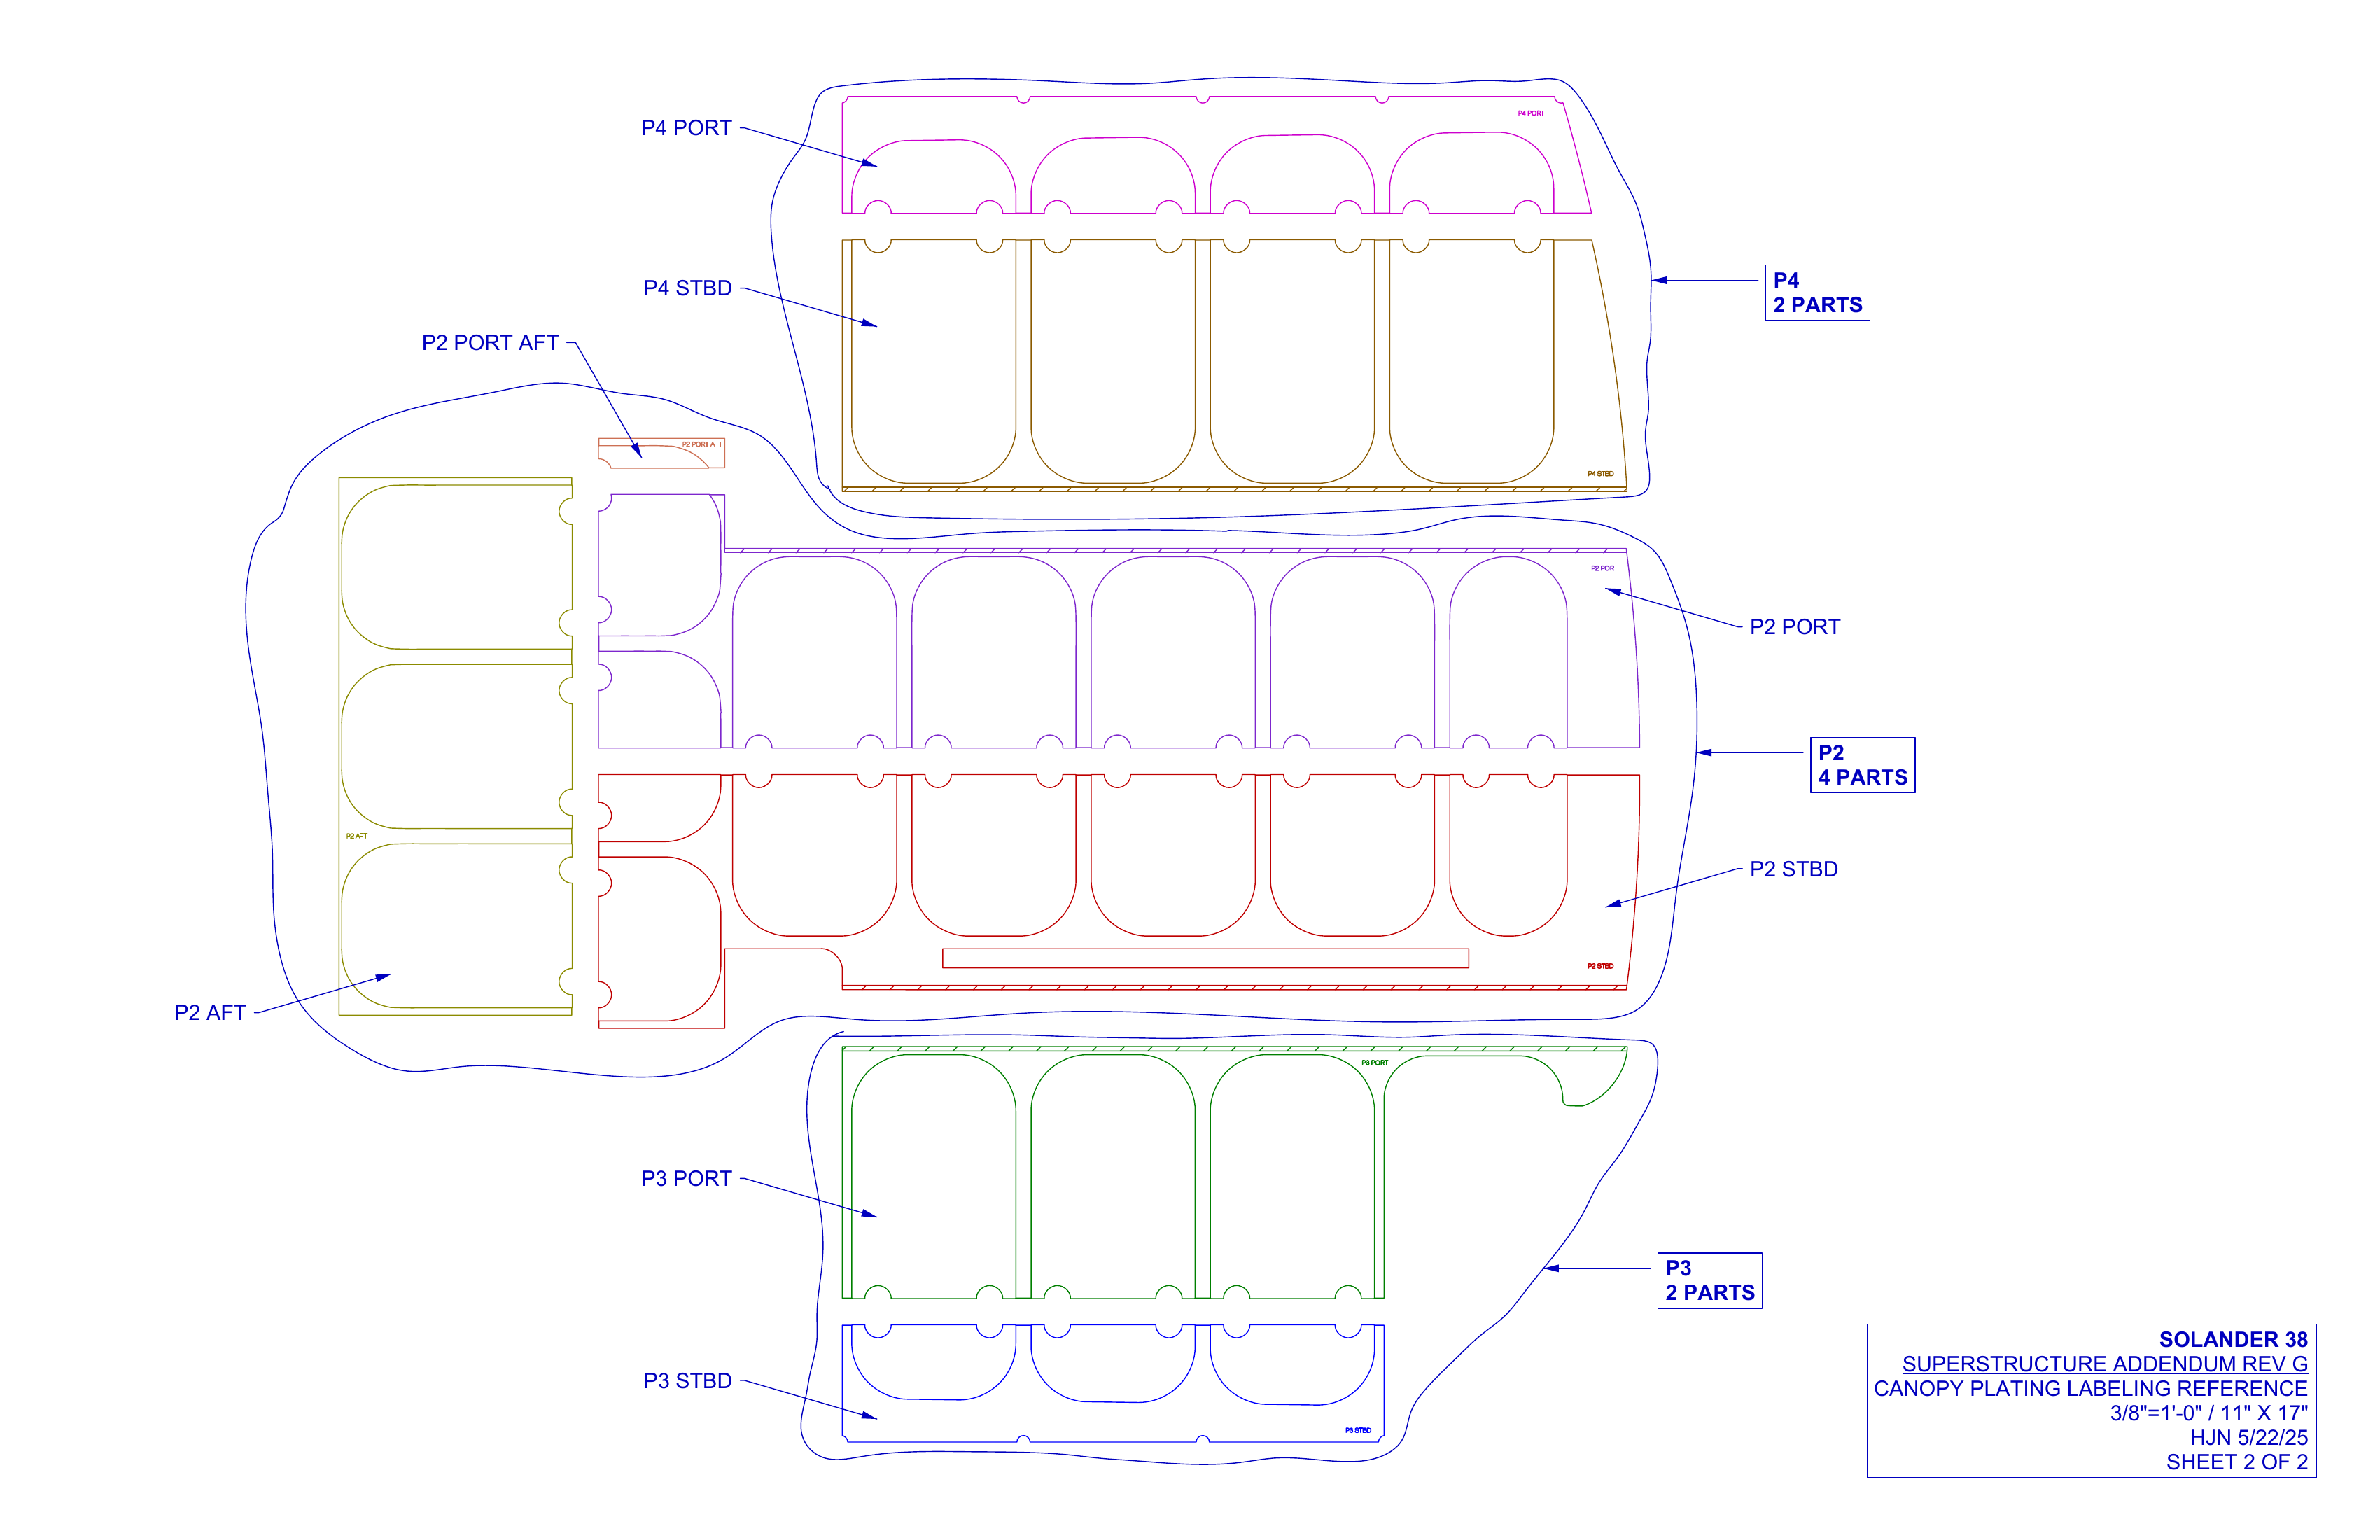 P4 PORT
P4 PORT
P4 STBD
P4
2 PARTS
P2 PORT AFT
P2 PORT AFT
P4 STBD
P2 PORT
P2 PORT
P2
4 PARTS
P2 AFT
P2 STBD
P2 STBD
P2 AFT
P3 PORT
P3 PORT
P3
2 PARTS
P3 STBD
P3 STBD
SOLANDER 38
SUPERSTRUCTURE ADDENDUM REV G
CANOPY PLATING LABELING REFERENCE
3/8"=1'-0" / 11" X 17"
HJN 5/22/25
SHEET 2 OF 2